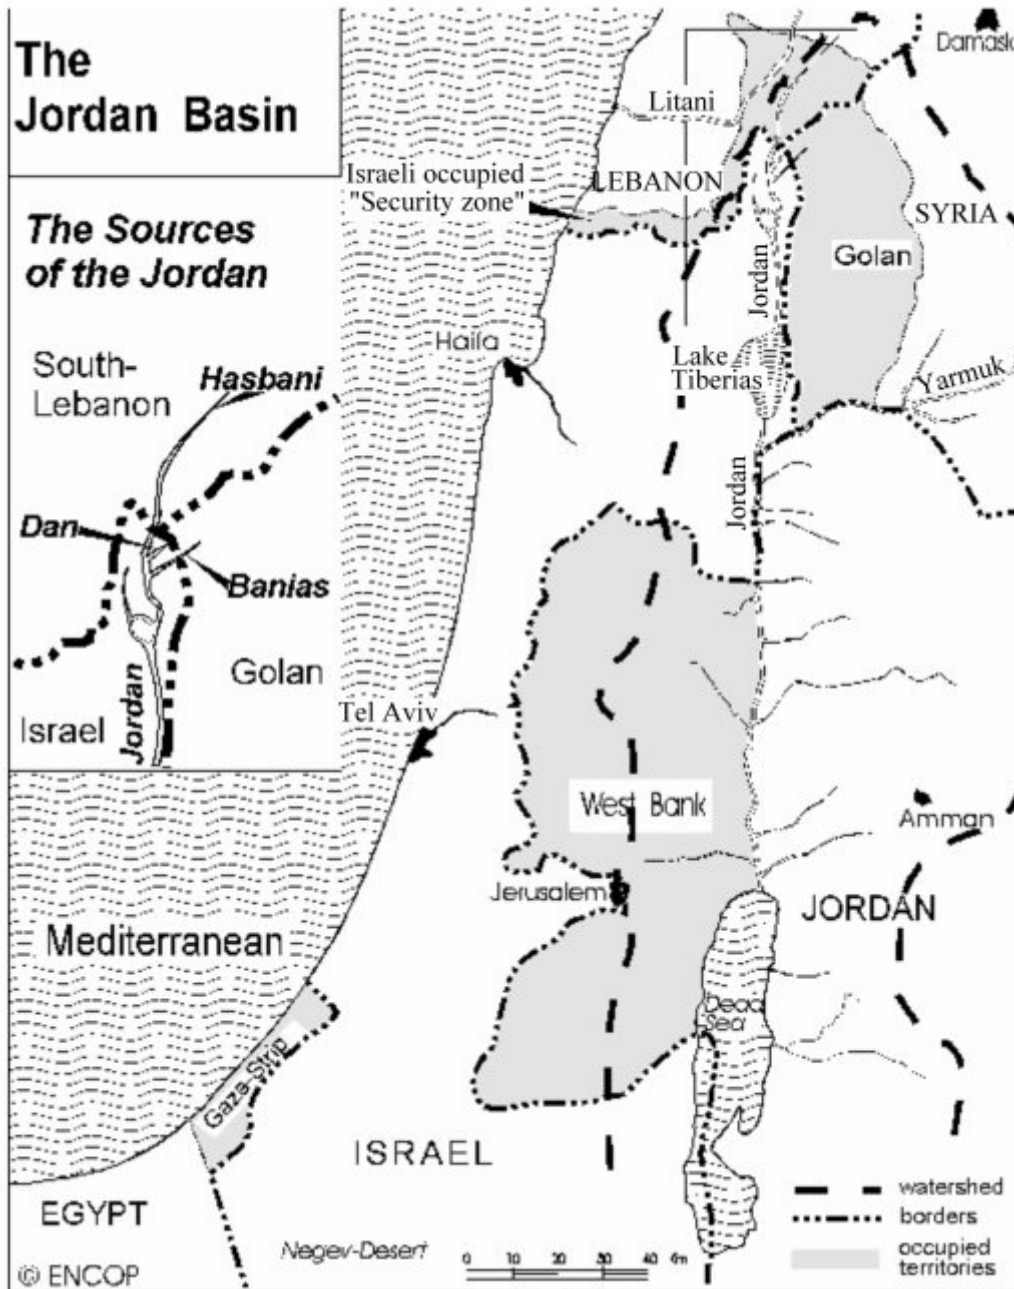 The
Jordan Basin
The Sources
of the Jordan
South-
Lebanon
Hasbani
Dan
Banias
Golan
Israel
Jordan
Litani
Israeli occupied
"Security zone"
LEBANON
SYRIA
Golan
Jordan
Haifa
Lake
Tiberias
Yarmuk
Jordan
Tel Aviv
West Bank
Amman
Jerusalem
JORDAN
Mediterranean
Dead
Sea
Gaza-Strip
ISRAEL
EGYPT
Negev-Desert
0 10 20 30 40 km
watershed
borders
occupied
territories
© ENCOP